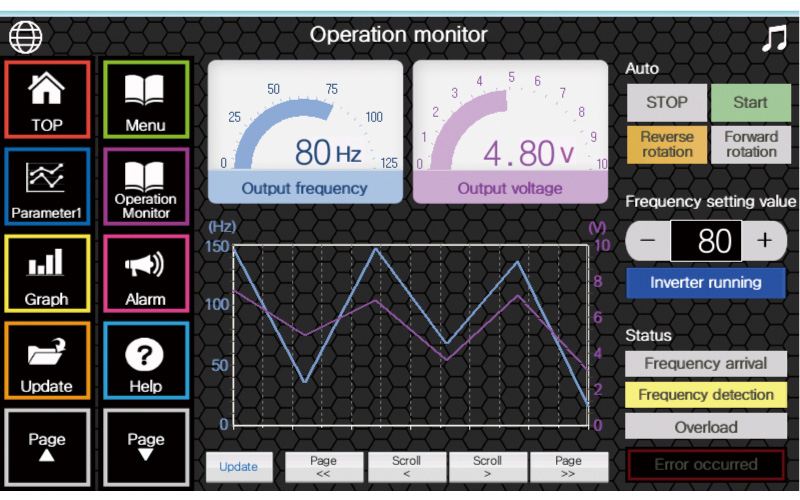 Operation monitor
TOP
Menu
Parameter1
Operation
Monitor
Graph
Alarm
Update
Help
Page
Page
0
25
50
75
100
125
80 Hz
Output frequency
0
1
2
3
4
5
6
7
8
9
10
4.80 v
Output voltage
(Hz)
150
100
50
0
(V)
10
8
6
4
2
0
Update
Page
<<
Scroll
<
Scroll
>
Page
>>
Auto
STOP
Start
Reverse
rotation
Forward
rotation
Frequency setting value
− 80 +
Inverter running
Status
Frequency arrival
Frequency detection
Overload
Error occurred